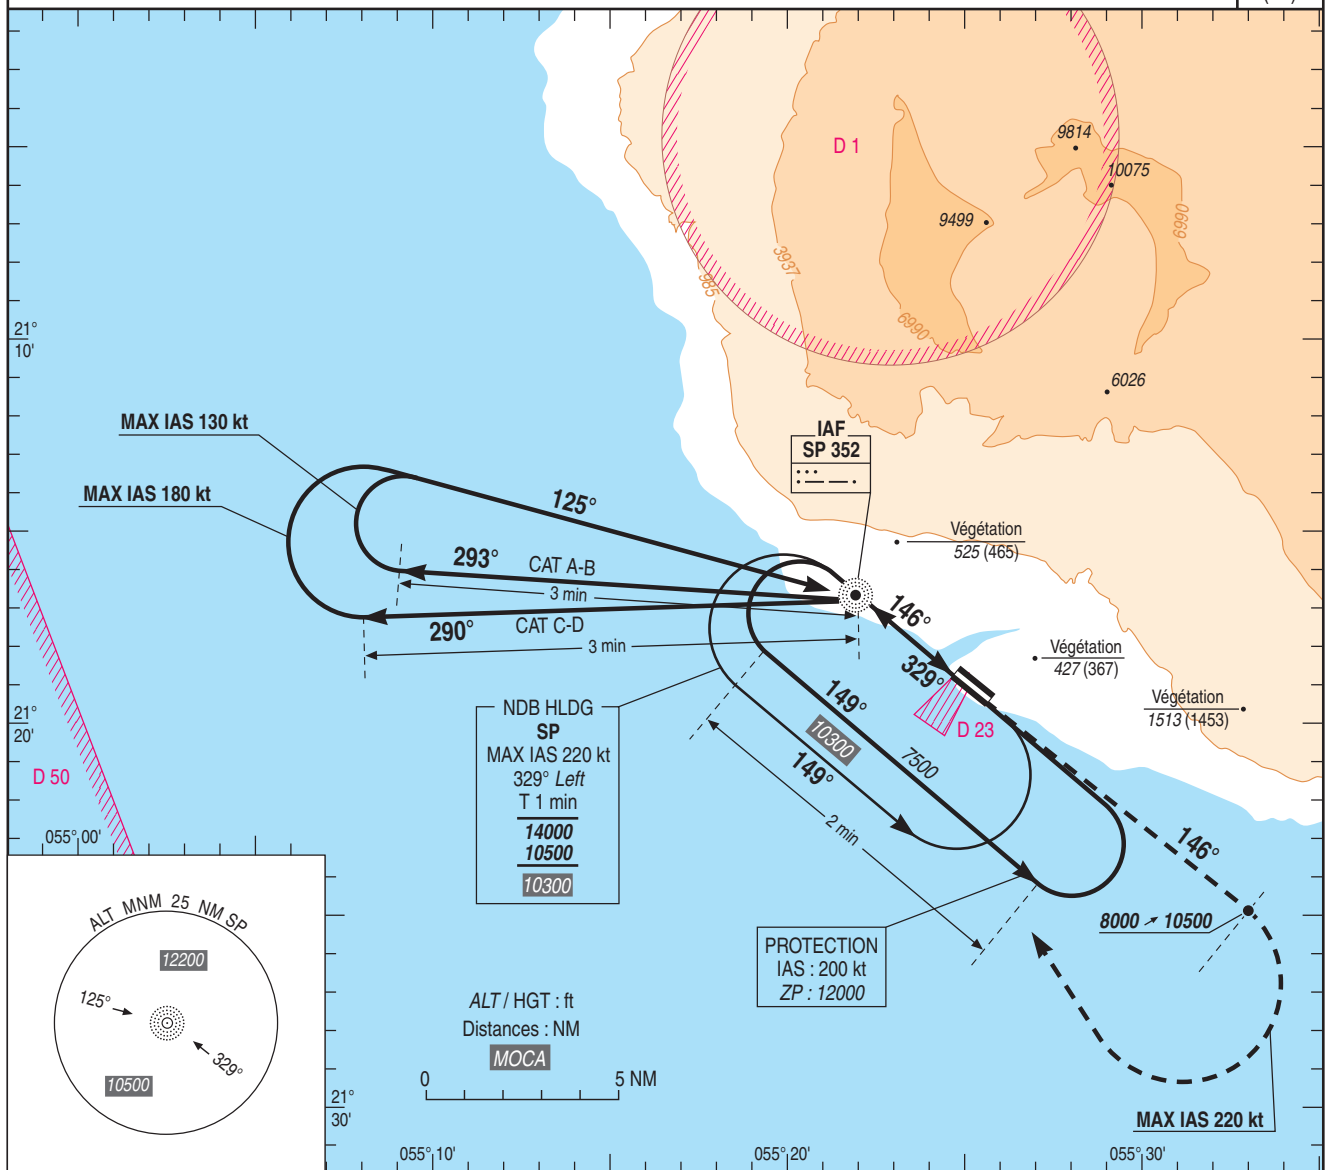 D 1
9814
10075
9499
6990
3937
985
6990
21°
10'
6026
MAX IAS 130 kt
IAF
SP 352
MAX IAS 180 kt
125°
Végétation
525 (465)
293°
CAT A-B
3 min
146°
290°
CAT C-D
3 min
Végétation
427 (367)
329°
149°
Végétation
1513 (1453)
NDB HLDG
SP
MAX IAS 220 kt
329° Left
T 1 min
14000
10500
10300
D 23
10300
7500
149°
21°
20'
D 50
2 min
055° 00'
146°
ALT MNM 25 NM SP
12200
125°
329°
10500
8000 ➚ 10500
PROTECTION
IAS : 200 kt
ZP : 12000
ALT / HGT : ft
Distances : NM
MOCA
0 5 NM
21°
30'
MAX IAS 220 kt
055° 10'
055° 20'
055° 30'